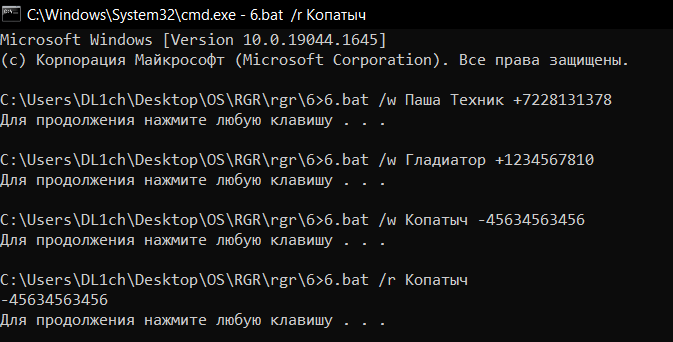 C:\Windows\System32\cmd.exe - 6.bat  /r Копатыч
Microsoft Windows [Version 10.0.19044.1645]
(c) Корпорация Майкрософт (Microsoft Corporation). Все права защищены.
C:\Users\DL1ch\Desktop\OS\RGR\rgr\6>6.bat /w Паша Техник +7228131378
Для продолжения нажмите любую клавишу . . .
C:\Users\DL1ch\Desktop\OS\RGR\rgr\6>6.bat /w Гладиатор +1234567810
Для продолжения нажмите любую клавишу . . .
C:\Users\DL1ch\Desktop\OS\RGR\rgr\6>6.bat /w Копатыч -45634563456
Для продолжения нажмите любую клавишу . . .
C:\Users\DL1ch\Desktop\OS\RGR\rgr\6>6.bat /r Копатыч
-45634563456
Для продолжения нажмите любую клавишу . . .